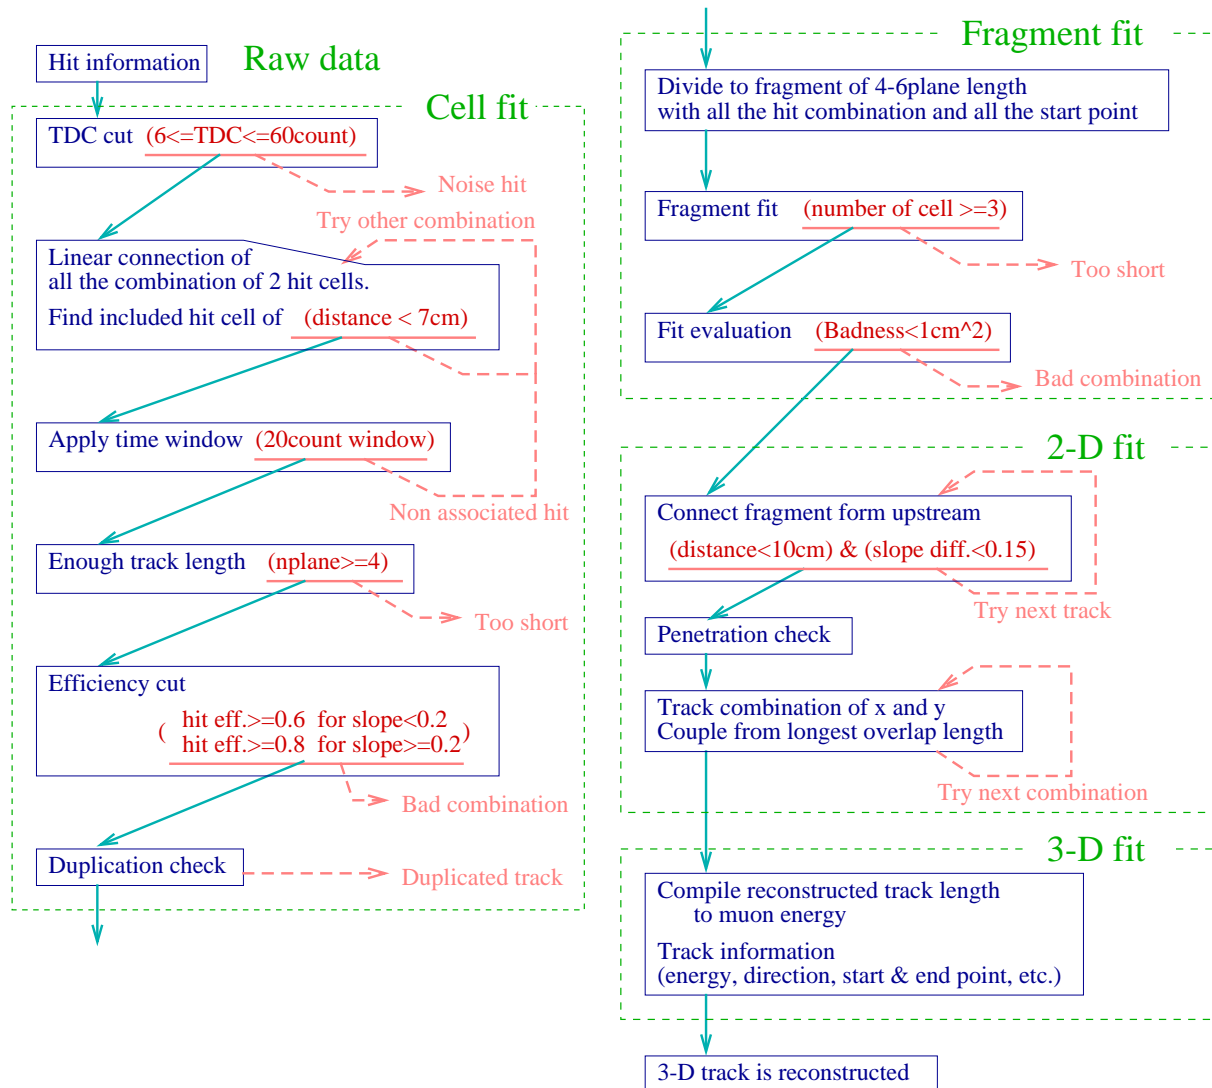 Raw data
Hit information
Cell fit
TDC cut (6<=TDC<=60count)
Noise hit
Try other combination
Linear connection of
all the combination of 2 hit cells.
Find included hit cell of (distance < 7cm)
Apply time window (20count window)
Non associated hit
Enough track length (nplane>=4)
Too short
Efficiency cut
( hit eff.>=0.6 for slope<0.2
hit eff.>=0.8 for slope>=0.2 )
Bad combination
Duplication check
Duplicated track
Fragment fit
Divide to fragment of 4-6plane length
with all the hit combination and all the start point
Fragment fit (number of cell >=3)
Too short
Fit evaluation (Badness<1cm^2)
Bad combination
2-D fit
Connect fragment form upstream
(distance<10cm) & (slope diff.<0.15)
Try next track
Penetration check
Track combination of x and y
Couple from longest overlap length
Try next combination
3-D fit
Compile reconstructed track length
to muon energy
Track information
(energy, direction, start & end point, etc.)
3-D track is reconstructed